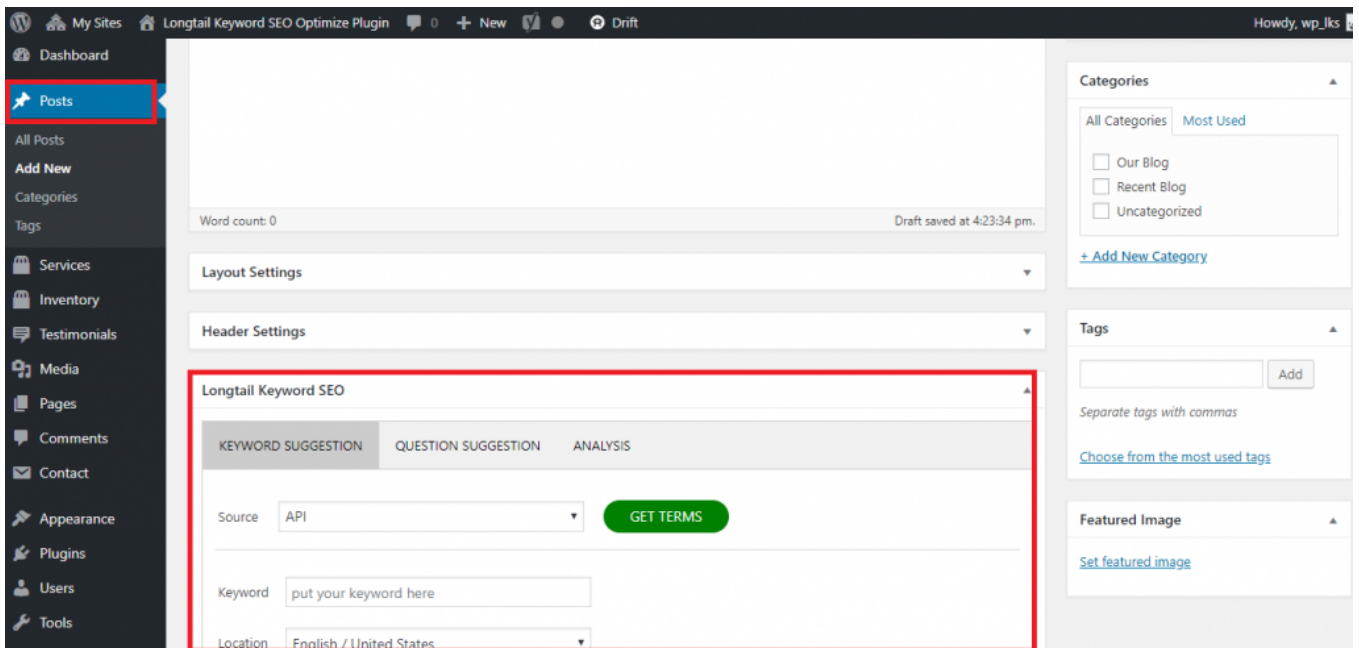 My Sites Longtail Keyword SEO Optimize Plugin 0 + New Drift Howdy, wp_lks
Dashboard
Posts
All Posts
Add New
Categories
Tags
Services
Inventory
Testimonials
Media
Pages
Comments
Contact
Appearance
Plugins
Users
Tools
Word count: 0 Draft saved at 4:23:34 pm.
Layout Settings
Header Settings
Longtail Keyword SEO
KEYWORD SUGGESTION QUESTION SUGGESTION ANALYSIS
Source API GET TERMS
Keyword put your keyword here
Location English / United States
Categories
All Categories Most Used
Our Blog
Recent Blog
Uncategorized
+ Add New Category
Tags
Add
Separate tags with commas
Choose from the most used tags
Featured Image
Set featured image